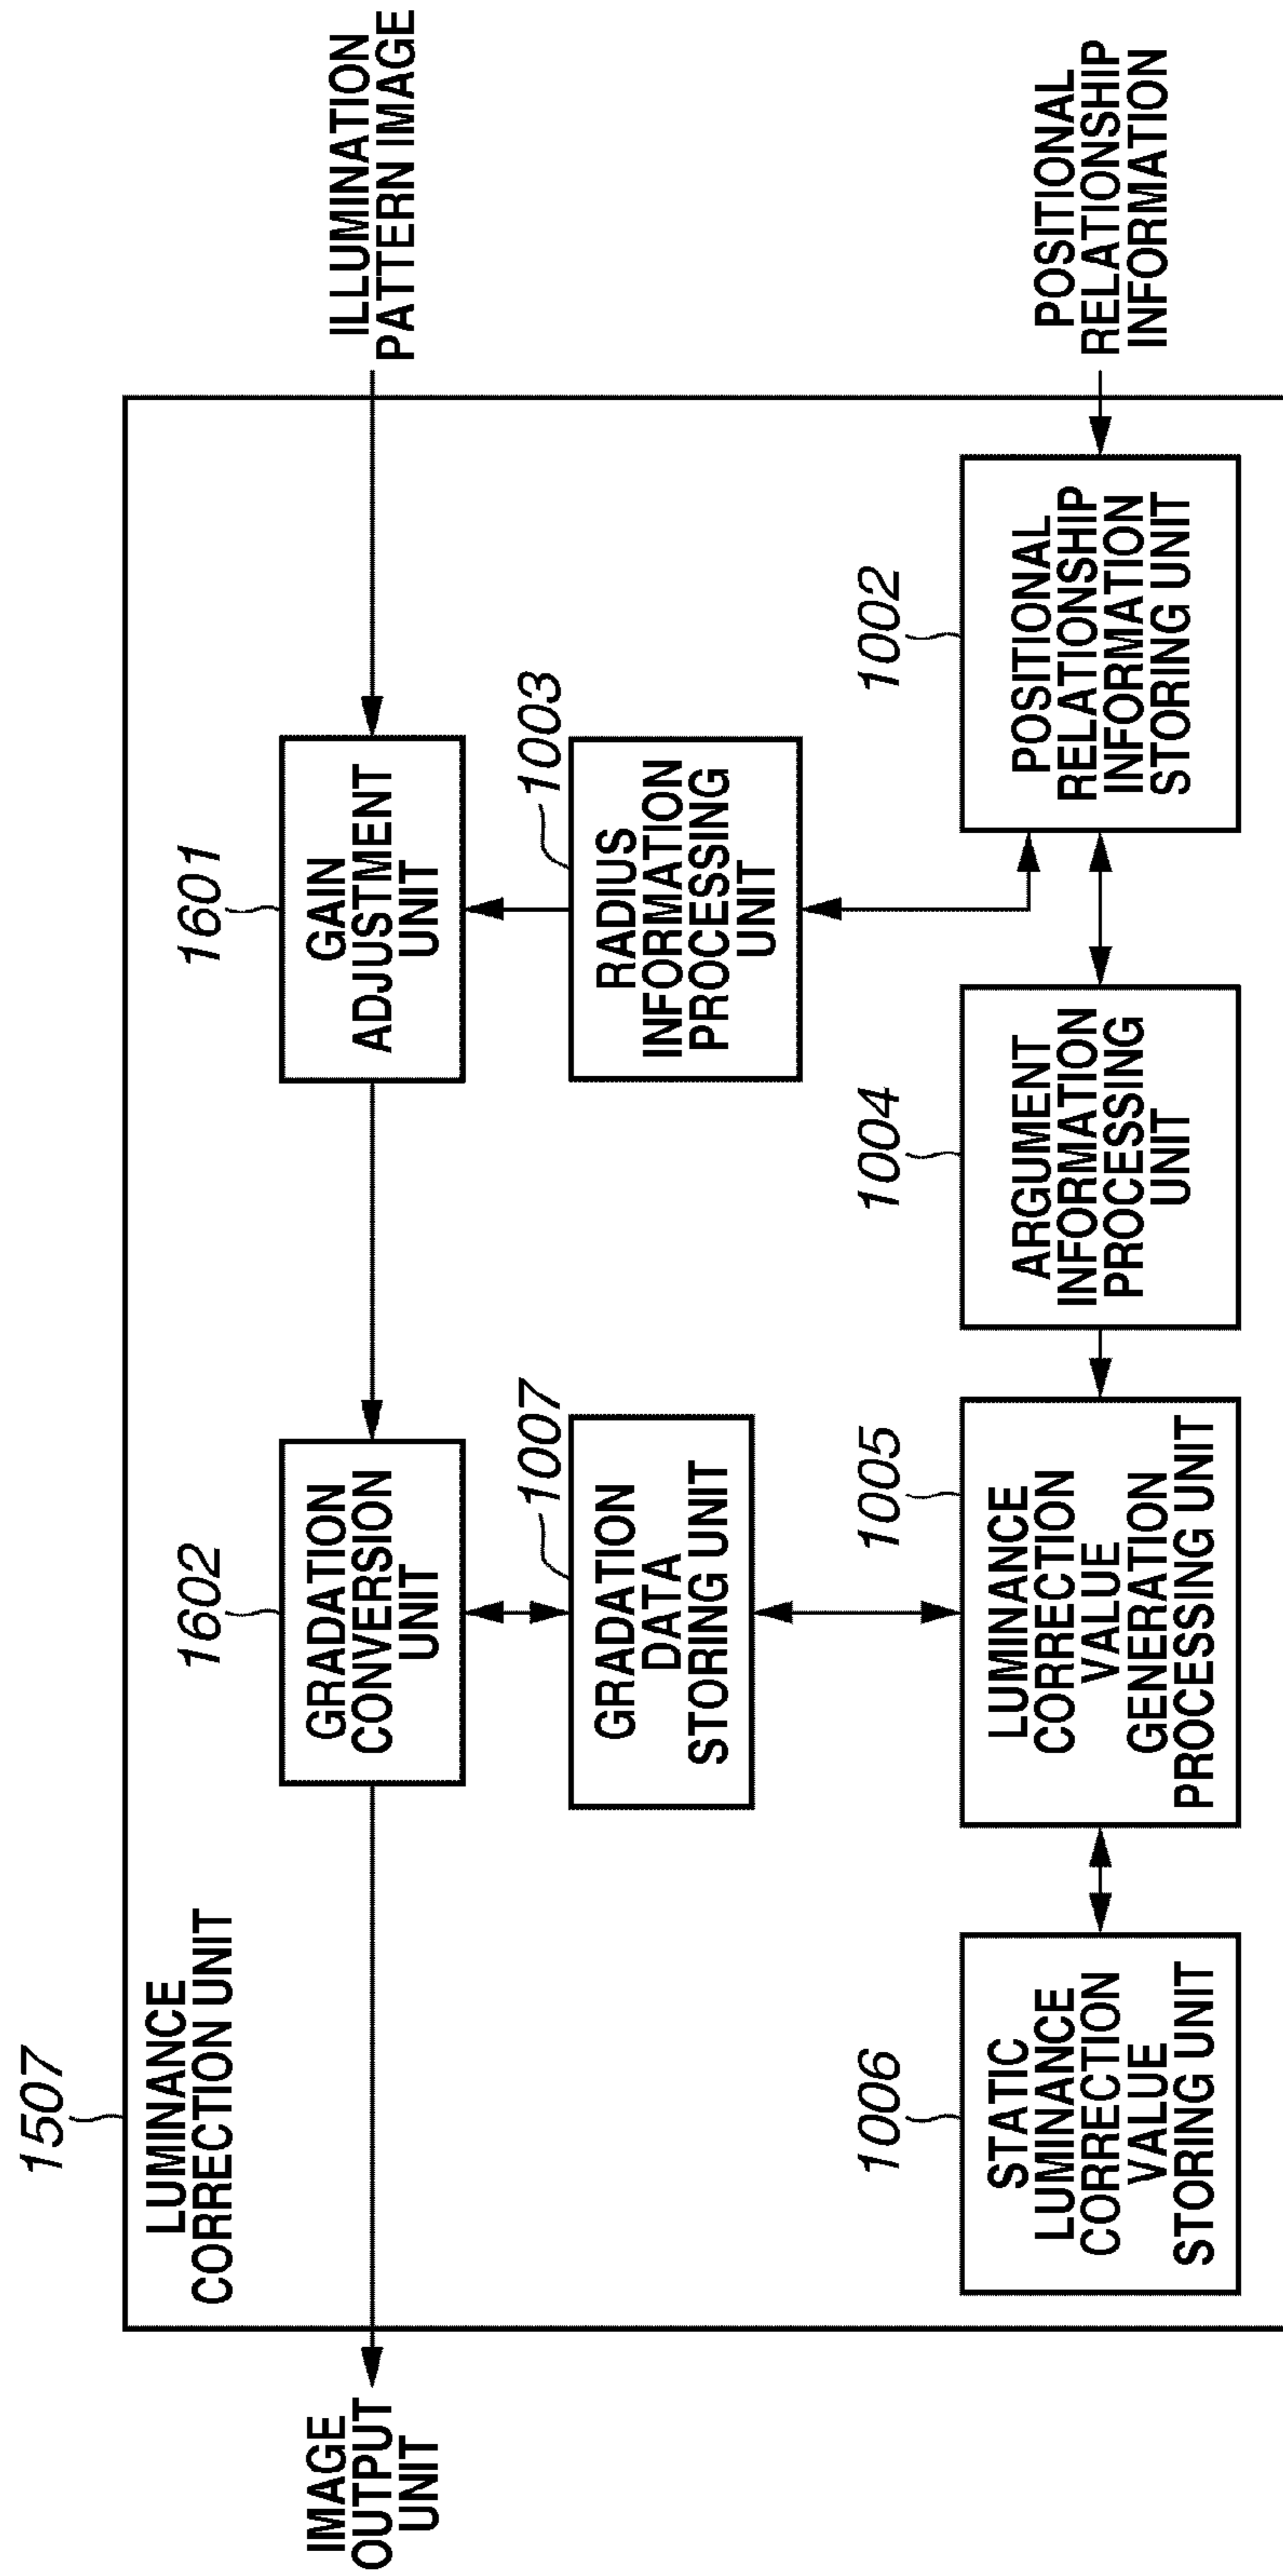 1507
LUMINANCE
CORRECTION UNIT
1602
1601
IMAGE
OUTPUT
UNIT
GRADATION
CONVERSION
UNIT
GAIN
ADJUSTMENT
UNIT
ILLUMINATION
PATTERN IMAGE
1007
GRADATION
DATA
STORING UNIT
1003
RADIUS
INFORMATION
PROCESSING
UNIT
1006
STATIC
LUMINANCE
CORRECTION
VALUE
STORING UNIT
1005
LUMINANCE
CORRECTION
VALUE
GENERATION
PROCESSING UNIT
1004
ARGUMENT
INFORMATION
PROCESSING
UNIT
1002
POSITIONAL
RELATIONSHIP
INFORMATION
STORING UNIT
POSITIONAL
RELATIONSHIP
INFORMATION